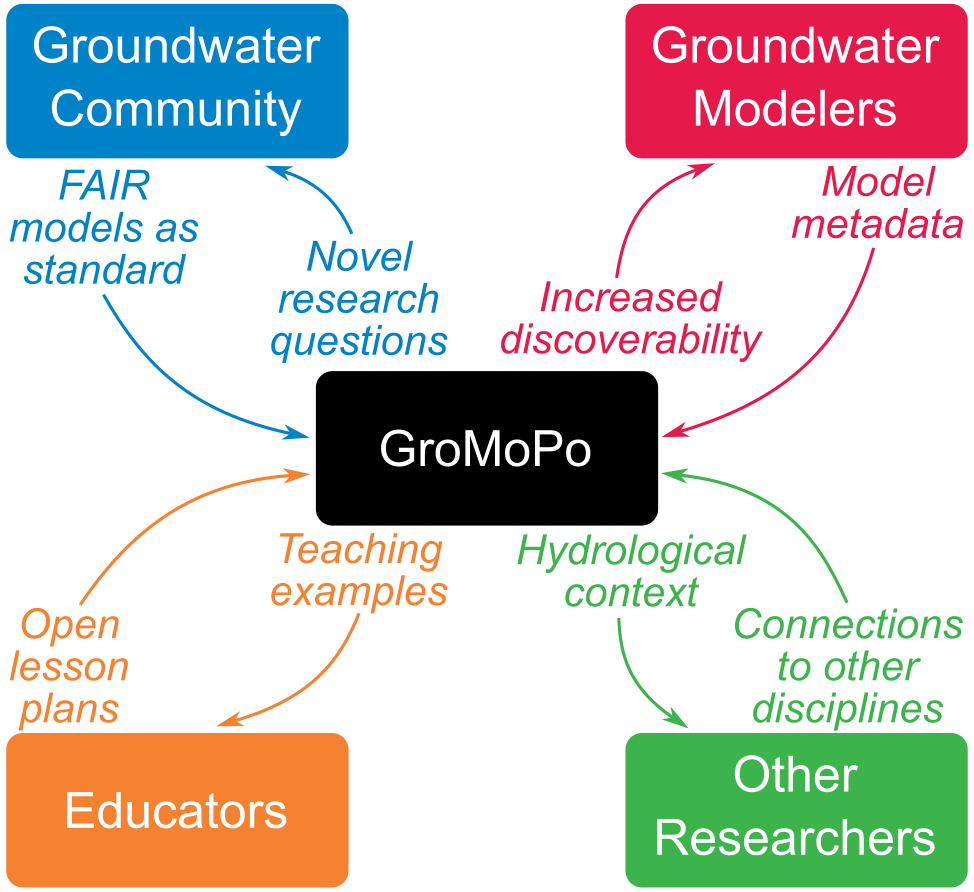 Groundwater
Community
Groundwater
Modelers
FAIR
models as
standard
Novel
research
questions
Increased
discoverability
Model
metadata
GroMoPo
Open
lesson
plans
Teaching
examples
Hydrological
context
Connections
to other
disciplines
Educators
Other
Researchers